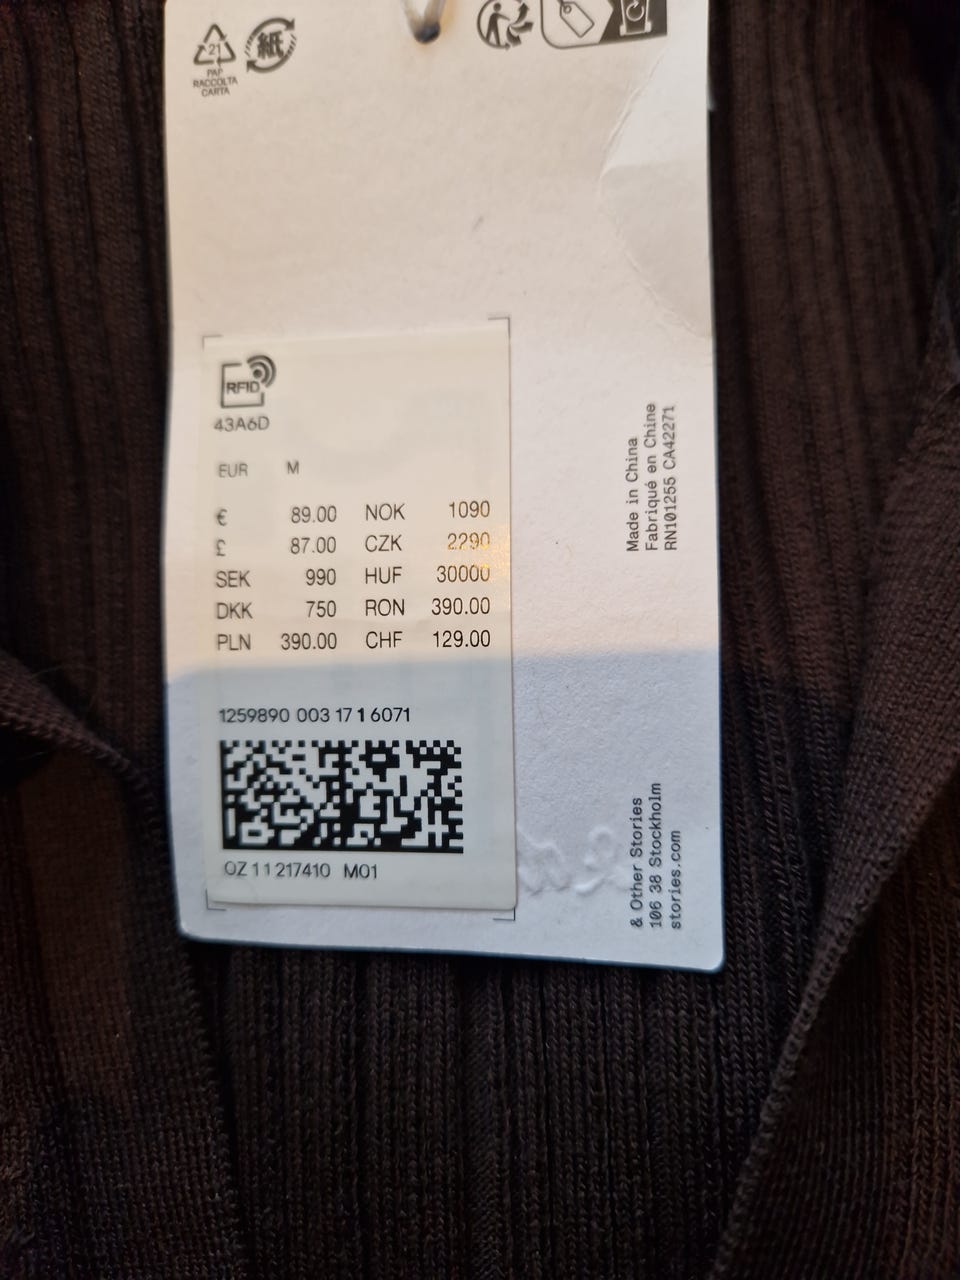 21
PAP
RACCOLTA
CARTA
紙
RFID
43A6D
EUR M
€ 89.00 NOK 1090
£ 87.00 CZK 2290
SEK 990 HUF 30000
DKK 750 RON 390.00
PLN 390.00 CHF 129.00
1259890 003 17 1 6071
OZ 11 217410 M01
Made in China
Fabriqué en Chine
RN101255 CA42271
& Other Stories
106 38 Stockholm
stories.com